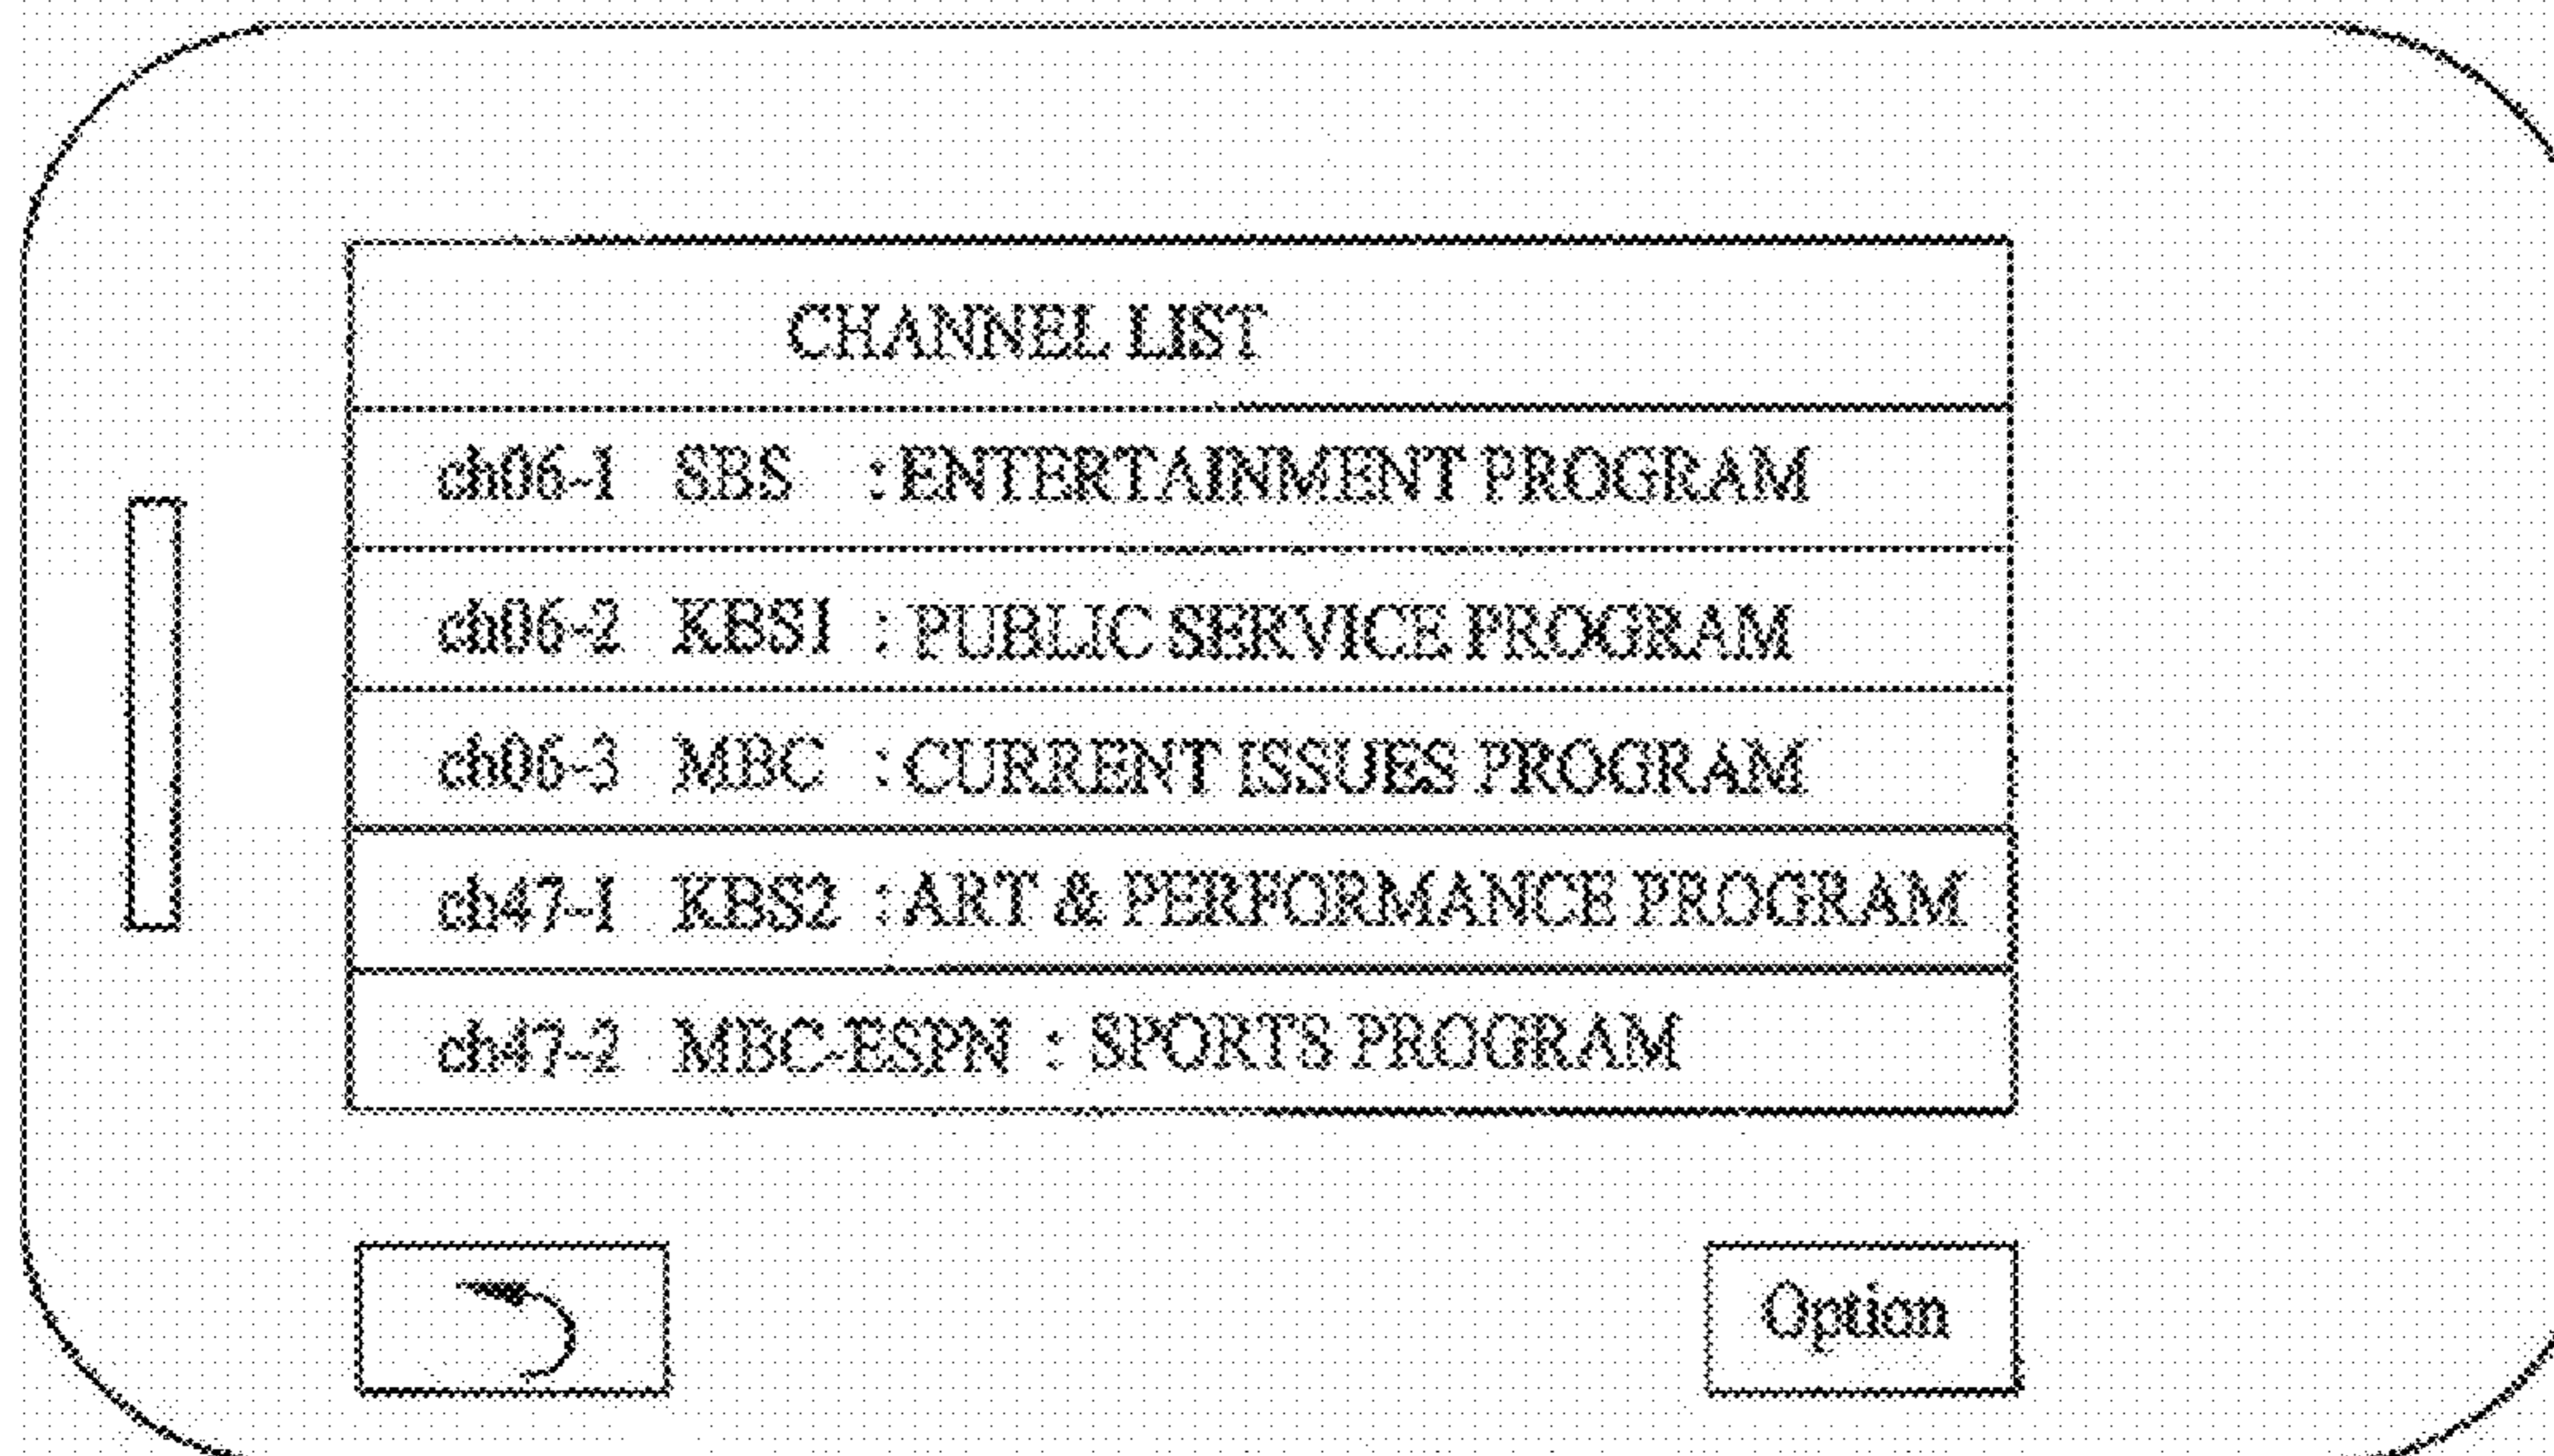 CHANNEL LIST
ch06-1 SBS : ENTERTAINMENT PROGRAM
ch06-2 KBS1 : PUBLIC SERVICE PROGRAM
ch06-3 MBC : CURRENT ISSUES PROGRAM
ch47-1 KBS2 : ART & PERFORMANCE PROGRAM
ch47-2 MBC-ESPN : SPORTS PROGRAM
Option